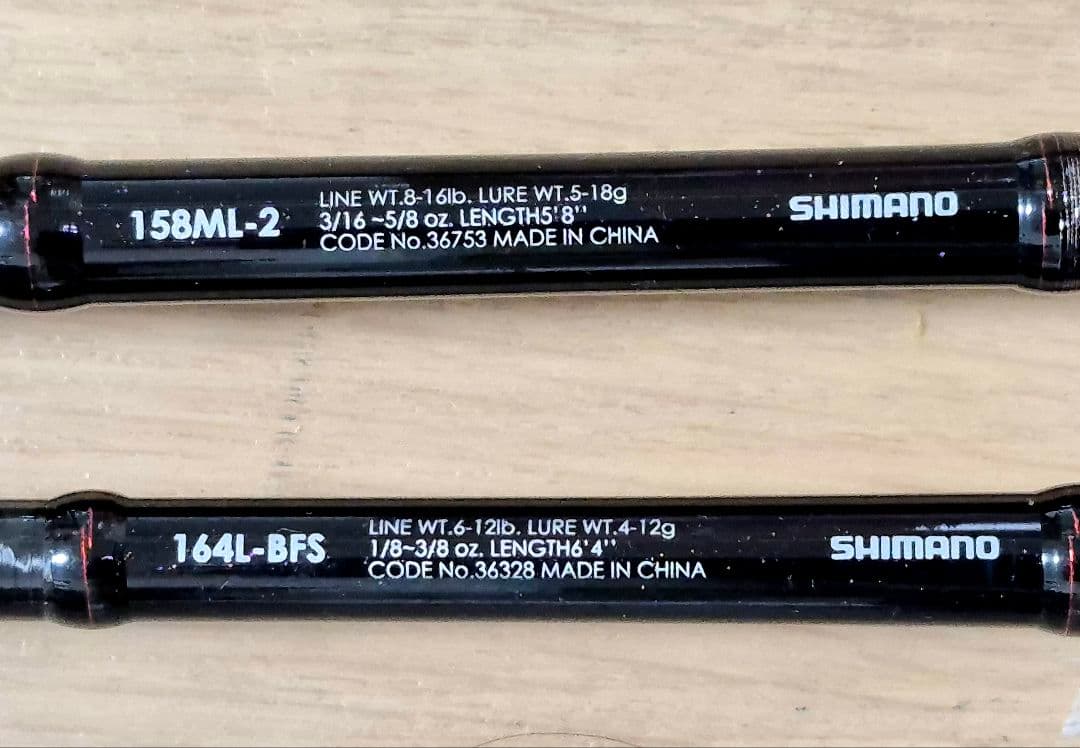 158ML-2
LINE WT.8-16lb. LURE WT.5-18g
3/16~5/8 oz. LENGTH5'8''
CODE No.36753 MADE IN CHINA
SHIMANO
164L-BFS
LINE WT.6-12lb. LURE WT.4-12g
1/8~3/8 oz. LENGTH6'4''
CODE No.36328 MADE IN CHINA
SHIMANO